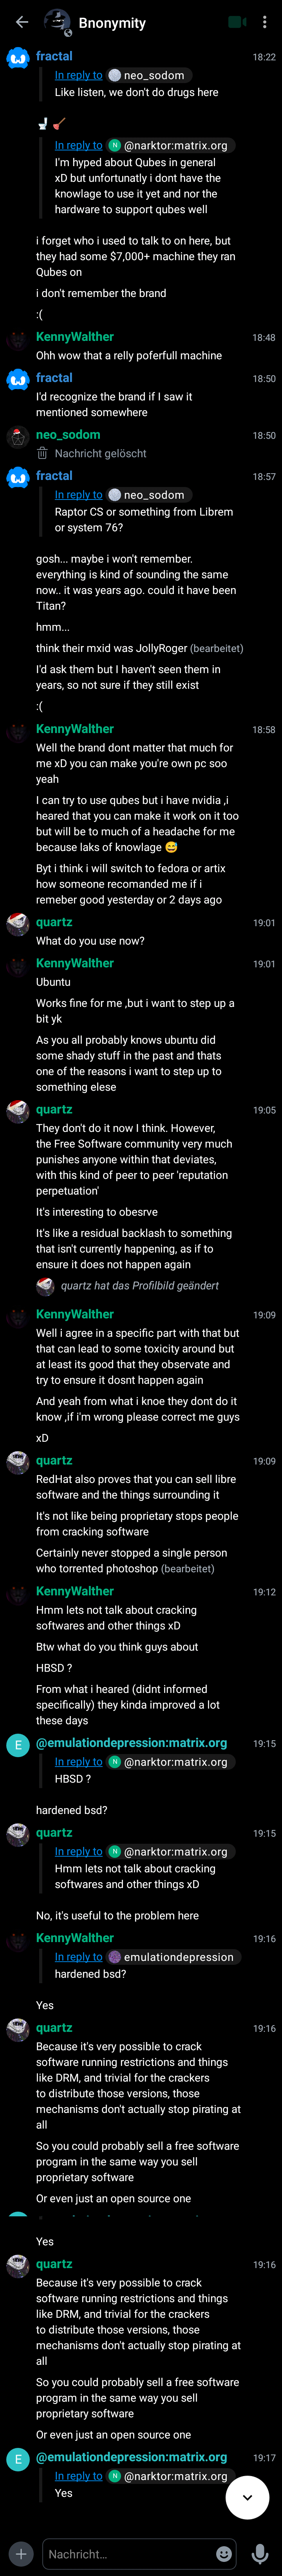 Bnonymity
fractal 18:22
In reply to neo_sodom
Like listen, we don't do drugs here
In reply to N @narktor:matrix.org
I'm hyped about Qubes in general
xD but unfortunatly i dont have the
knowlage to use it yet and nor the
hardware to support qubes well
i forget who i used to talk to on here, but
they had some $7,000+ machine they ran
Qubes on
i don't remember the brand
:(
KennyWalther 18:48
Ohh wow that a relly poferfull machine
fractal 18:50
I'd recognize the brand if I saw it
mentioned somewhere
neo_sodom 18:50
Nachricht gelöscht
fractal 18:57
In reply to neo_sodom
Raptor CS or something from Librem
or system 76?
gosh... maybe i won't remember.
everything is kind of sounding the same
now.. it was years ago. could it have been
Titan?
hmm...
think their mxid was JollyRoger (bearbeitet)
I'd ask them but I haven't seen them in
years, so not sure if they still exist
:(
KennyWalther 18:58
Well the brand dont matter that much for
me xD you can make you're own pc soo
yeah
I can try to use qubes but i have nvidia ,i
heared that you can make it work on it too
but will be to much of a headache for me
because laks of knowlage 😅
Byt i think i will switch to fedora or artix
how someone recomanded me if i
remeber good yesterday or 2 days ago
quartz 19:01
What do you use now?
KennyWalther 19:01
Ubuntu
Works fine for me ,but i want to step up a
bit yk
As you all probably knows ubuntu did
some shady stuff in the past and thats
one of the reasons i want to step up to
something elese
quartz 19:05
They don't do it now I think. However,
the Free Software community very much
punishes anyone within that deviates,
with this kind of peer to peer 'reputation
perpetuation'
It's interesting to obesrve
It's like a residual backlash to something
that isn't currently happening, as if to
ensure it does not happen again
quartz hat das Profilbild geändert
KennyWalther 19:09
Well i agree in a specific part with that but
that can lead to some toxicity around but
at least its good that they observate and
try to ensure it dosnt happen again
And yeah from what i knoe they dont do it
know ,if i'm wrong please correct me guys
xD
quartz 19:09
RedHat also proves that you can sell libre
software and the things surrounding it
It's not like being proprietary stops people
from cracking software
Certainly never stopped a single person
who torrented photoshop (bearbeitet)
KennyWalther 19:12
Hmm lets not talk about cracking
softwares and other things xD
Btw what do you think guys about
HBSD ?
From what i heared (didnt informed
specifically) they kinda improved a lot
these days
E @emulationdepression:matrix.org 19:15
In reply to N @narktor:matrix.org
HBSD ?
hardened bsd?
quartz 19:15
In reply to N @narktor:matrix.org
Hmm lets not talk about cracking
softwares and other things xD
No, it's useful to the problem here
KennyWalther 19:16
In reply to emulationdepression
hardened bsd?
Yes
quartz 19:16
Because it's very possible to crack
software running restrictions and things
like DRM, and trivial for the crackers
to distribute those versions, those
mechanisms don't actually stop pirating at
all
So you could probably sell a free software
program in the same way you sell
proprietary software
Or even just an open source one
Yes
quartz 19:16
Because it's very possible to crack
software running restrictions and things
like DRM, and trivial for the crackers
to distribute those versions, those
mechanisms don't actually stop pirating at
all
So you could probably sell a free software
program in the same way you sell
proprietary software
Or even just an open source one
E @emulationdepression:matrix.org 19:17
In reply to N @narktor:matrix.org
Yes
Nachricht...